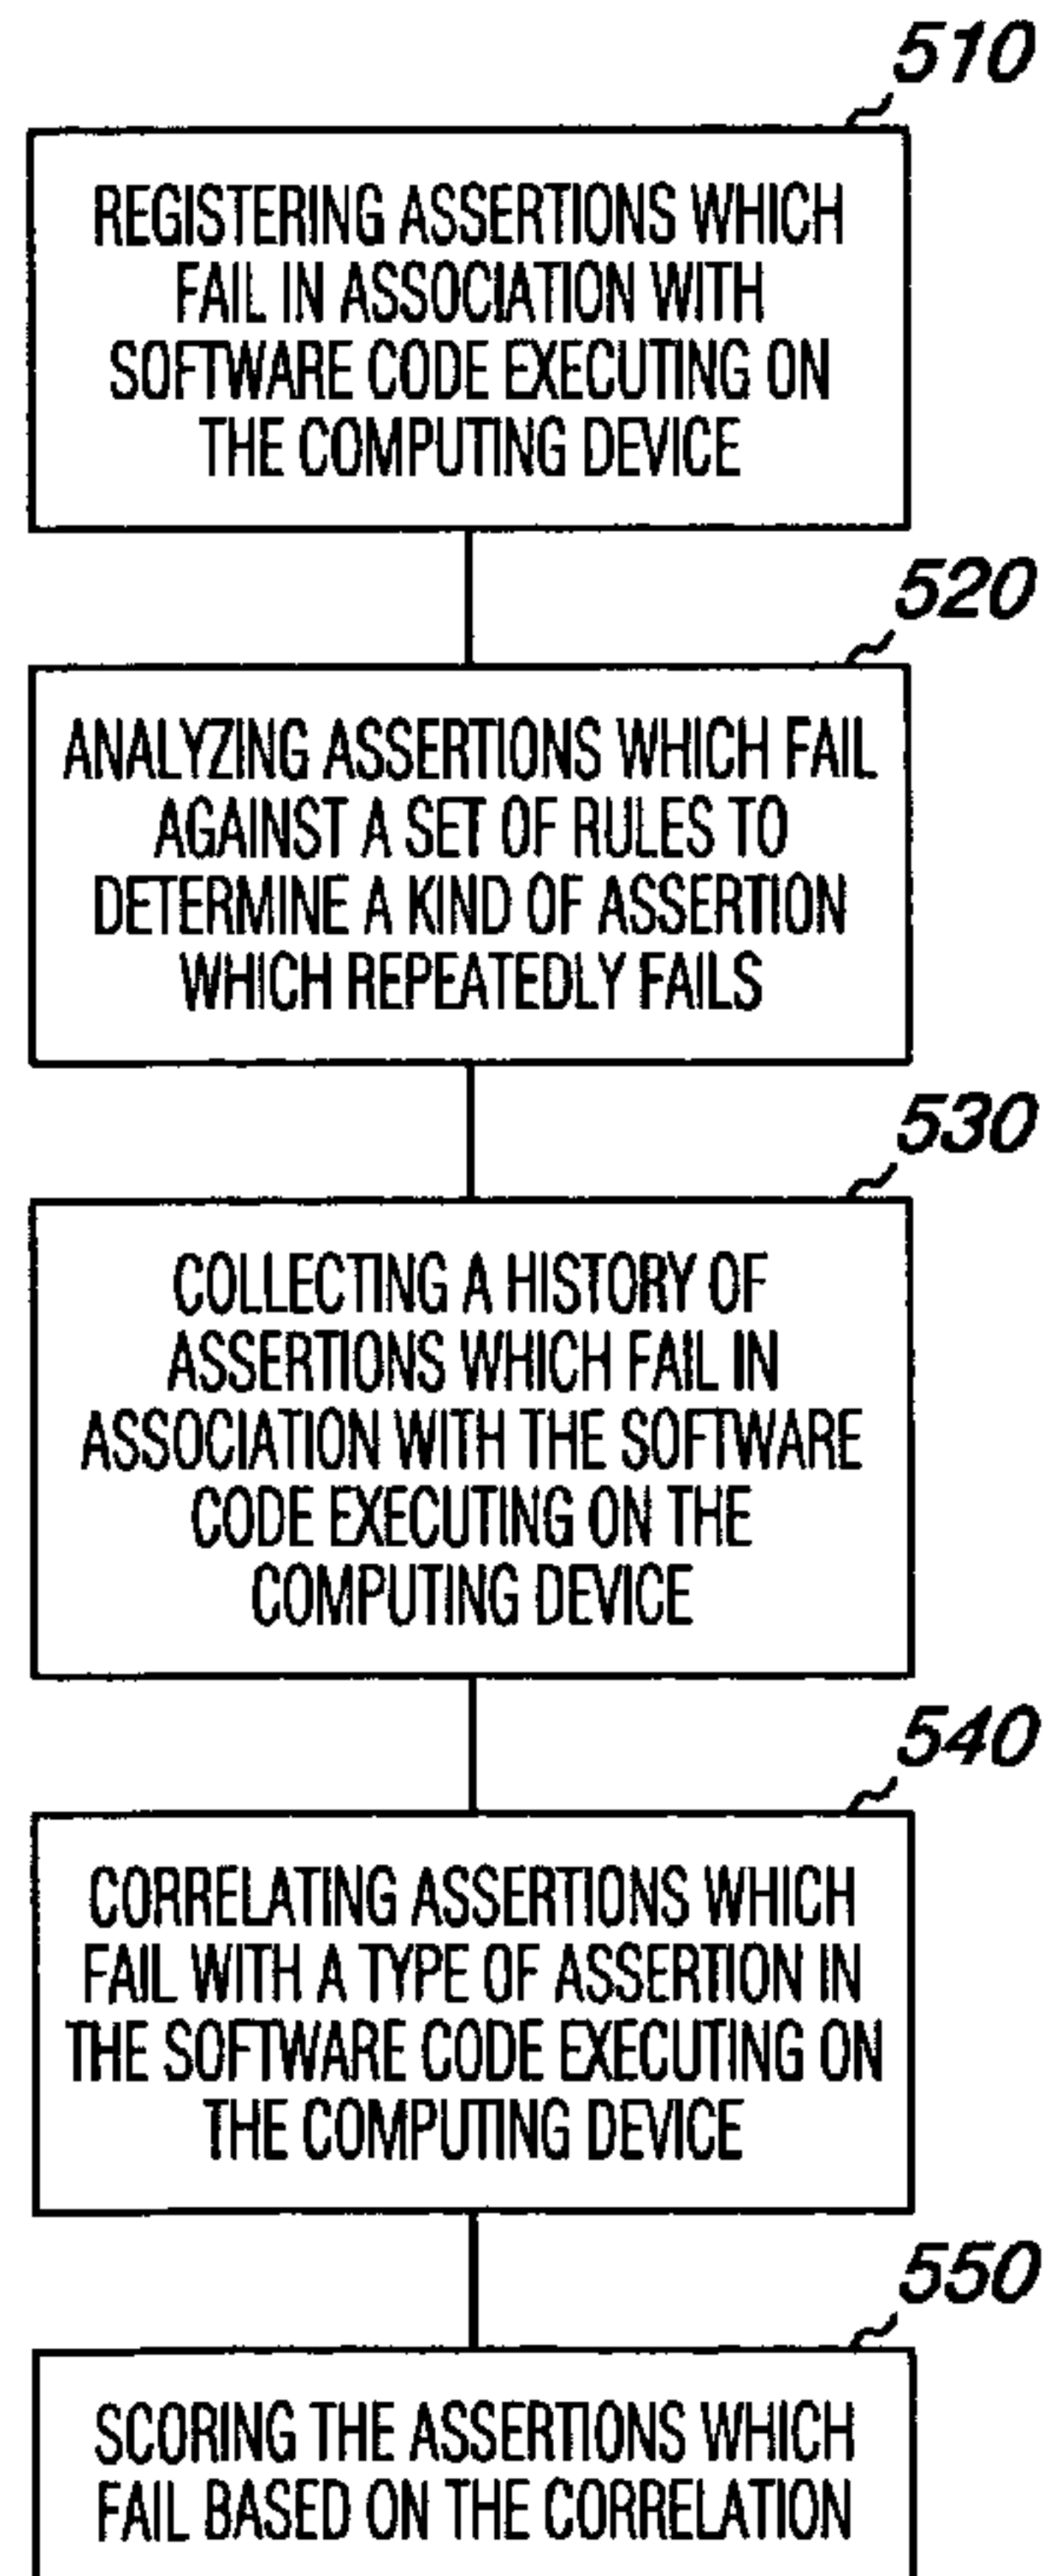 510
REGISTERING ASSERTIONS WHICH
FAIL IN ASSOCIATION WITH
SOFTWARE CODE EXECUTING ON
THE COMPUTING DEVICE
520
ANALYZING ASSERTIONS WHICH FAIL
AGAINST A SET OF RULES TO
DETERMINE A KIND OF ASSERTION
WHICH REPEATEDLY FAILS
530
COLLECTING A HISTORY OF
ASSERTIONS WHICH FAIL IN
ASSOCIATION WITH THE SOFTWARE
CODE EXECUTING ON THE
COMPUTING DEVICE
540
CORRELATING ASSERTIONS WHICH
FAIL WITH A TYPE OF ASSERTION IN
THE SOFTWARE CODE EXECUTING ON
THE COMPUTING DEVICE
550
SCORING THE ASSERTIONS WHICH
FAIL BASED ON THE CORRELATION